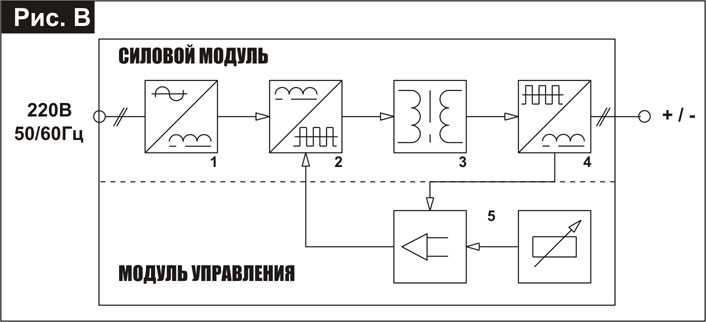 Рис. В
СИЛОВОЙ МОДУЛЬ
220В
50/60Гц
+ / -
1
2
3
4
5
МОДУЛЬ УПРАВЛЕНИЯ